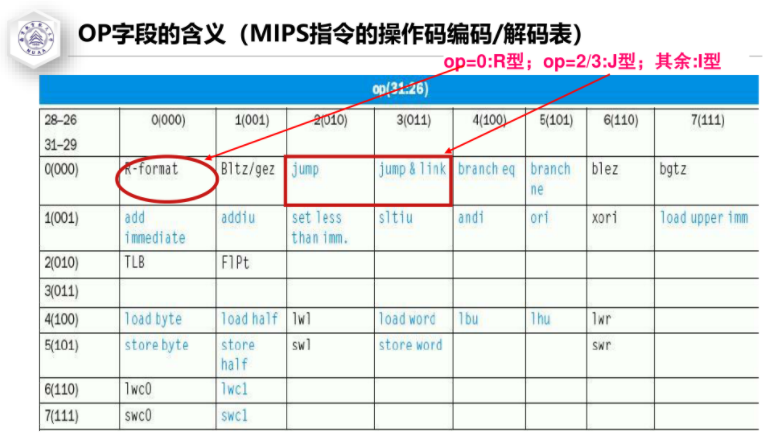 OP字段的含义（MIPS指令的操作码编码/解码表）
op=0:R型；op=2/3:J型；其余:I型
op(31:26)
28–26 0(000) 1(001) 2(010) 3(011) 4(100) 5(101) 6(110) 7(111)
31–29
0(000) R-format Bltz/gez jump jump & link branch eq branch ne blez bgtz
1(001) add immediate addiu set less than imm. sltiu andi ori xori load upper imm
2(010) TLB FlPt
3(011)
4(100) load byte load half lwl load word lbu lhu lwr
5(101) store byte store half swl store word swr
6(110) lwc0 lwc1
7(111) swc0 swc1